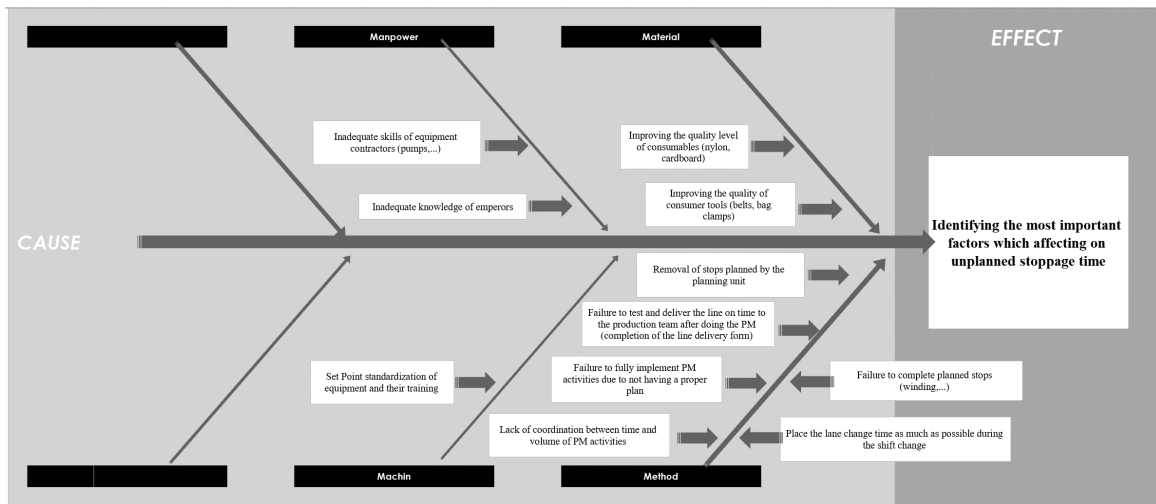 Manpower
Material
EFFECT
Inadequate skills of equipment
contractors (pumps,...)
Improving the quality level
of consumables (nylon,
cardboard)
Inadequate knowledge of emperors
Improving the quality of
consumer tools (belts, bag
clamps)
CAUSE
Identifying the most important
factors which affecting on
unplanned stoppage time
Removal of stops planned by the
planning unit
Failure to test and deliver the line on time to
the production team after doing the PM
(completion of the line delivery form)
Set Point standardization of
equipment and their training
Failure to fully implement PM
activities due to not having a proper
plan
Failure to complete planned stops
(winding,...)
Lack of coordination between time and
volume of PM activities
Place the lane change time as much as possible during
the shift change
Machin
Method